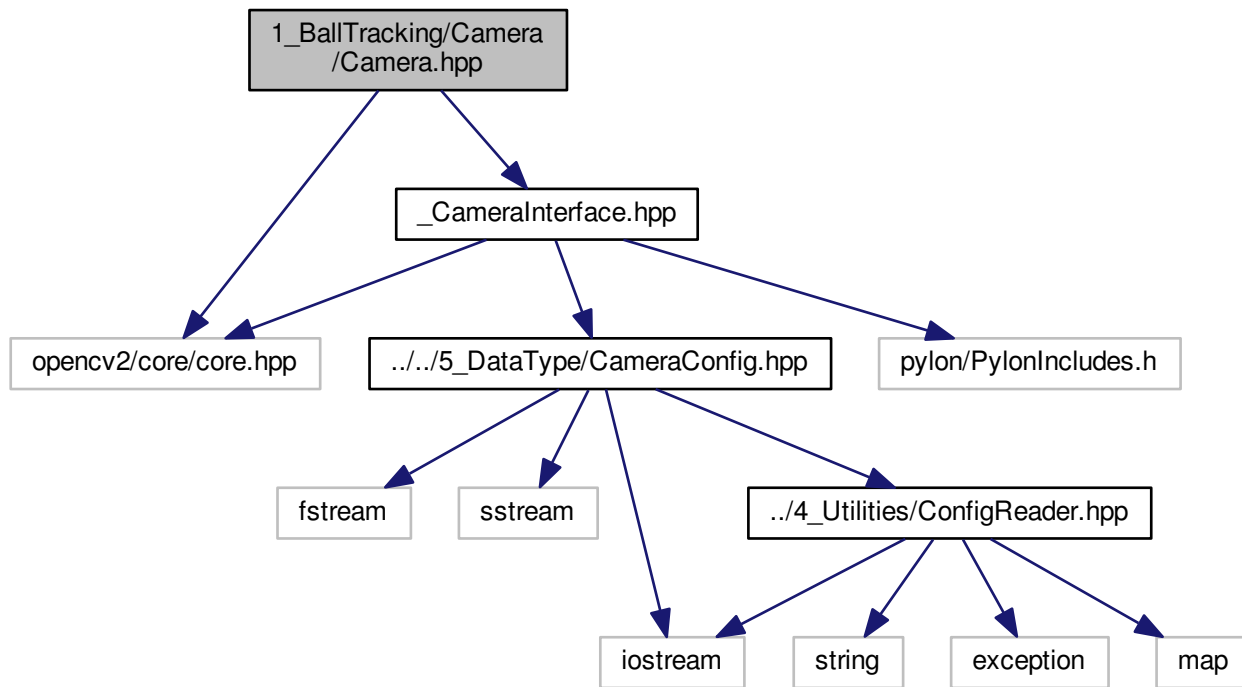 1_BallTracking/Camera
/Camera.hpp
_CameraInterface.hpp
opencv2/core/core.hpp
../../5_DataType/CameraConfig.hpp
pylon/PylonIncludes.h
fstream
sstream
../4_Utilities/ConfigReader.hpp
iostream
string
exception
map